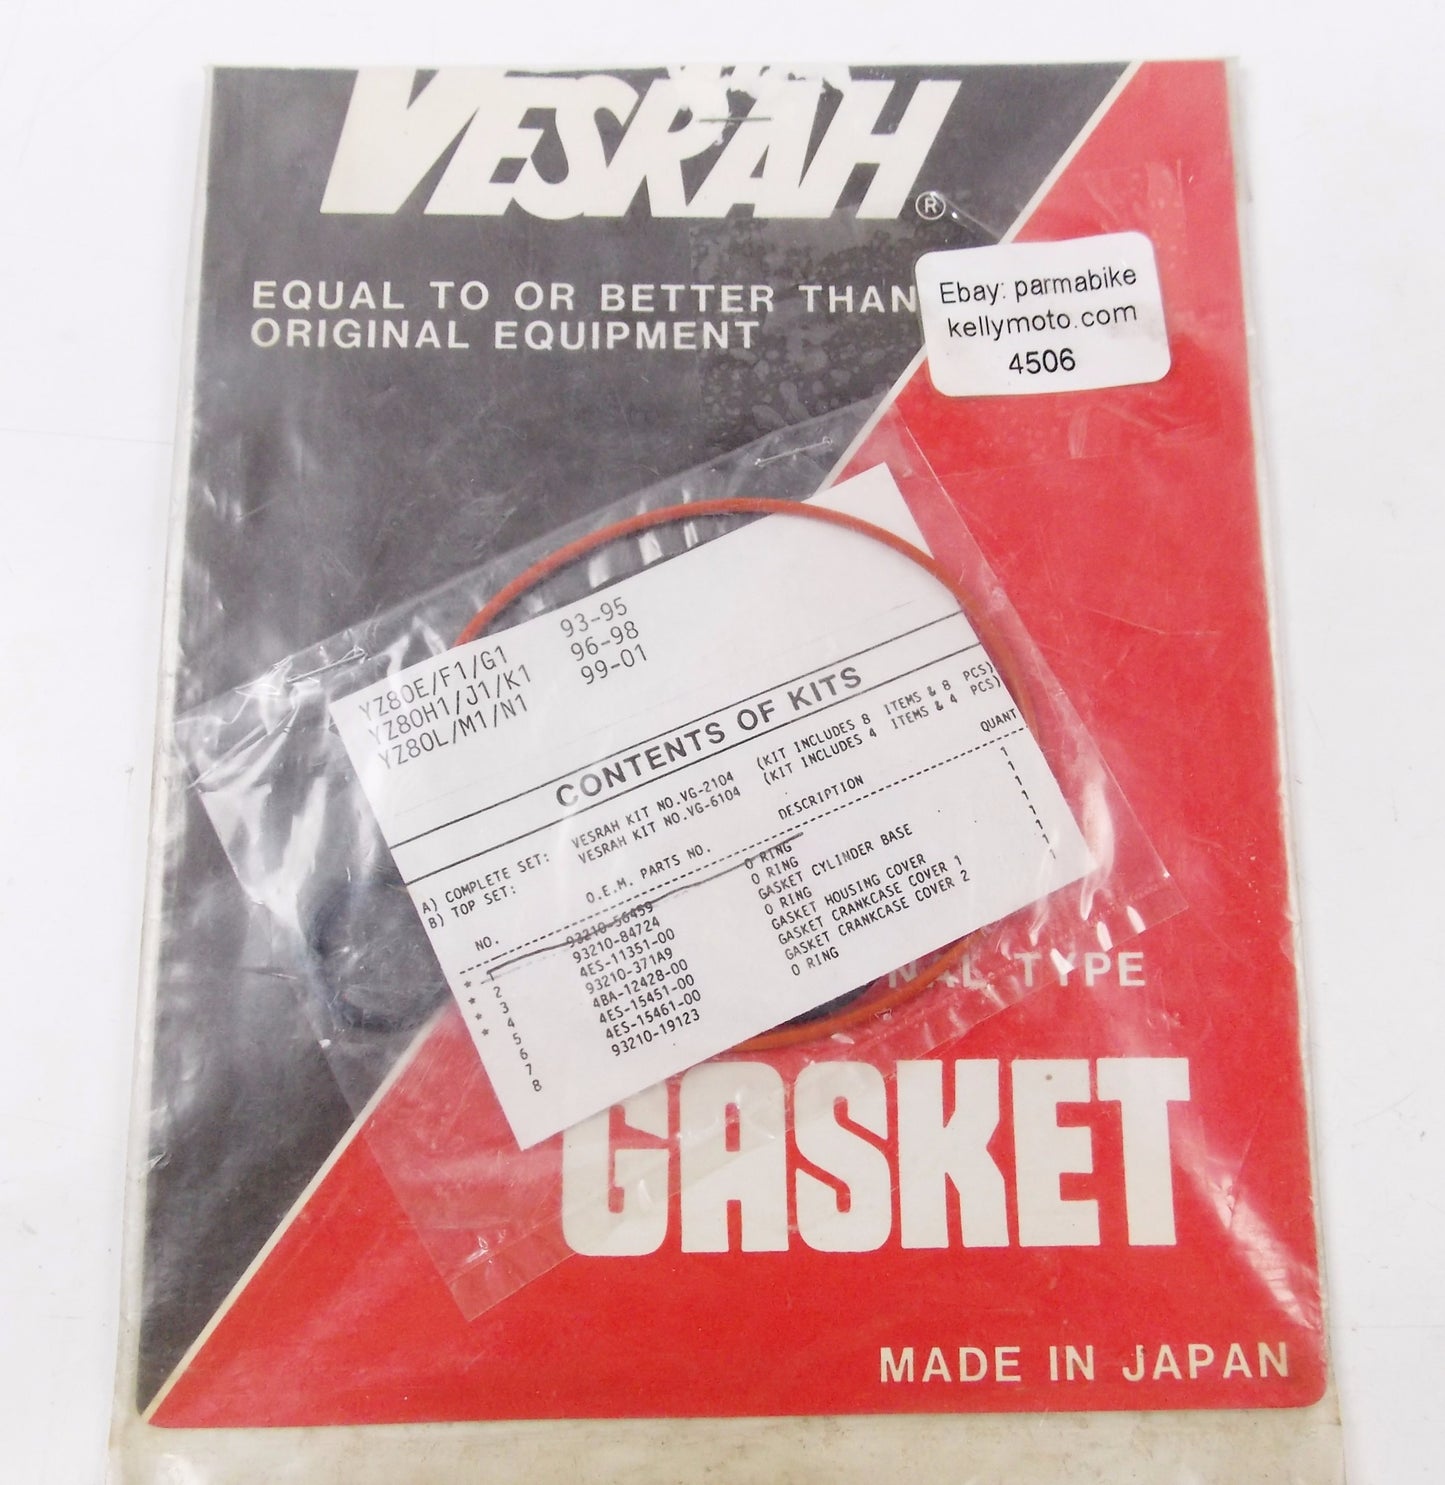 VESRAH®
EQUAL TO OR BETTER THAN
ORIGINAL EQUIPMENT
Ebay: parmabike
kellymoto.com
4506
YZ80E/F1/G1 93-95
YZ80H1/J1/K1 96-98
YZ80L/M1/N1 99-01
CONTENTS OF KITS
A) COMPLETE SET: VESRAH KIT NO.VG-2104 (KIT INCLUDES 8 ITEMS & 8 PCS)
B) TOP SET: VESRAH KIT NO.VG-6104 (KIT INCLUDES 4 ITEMS & 4 PCS)
NO. O.E.M. PARTS NO. DESCRIPTION QUANT
* 1 93210-56459 O RING 1
* 2 93210-84724 O RING 1
* 3 4ES-11351-00 GASKET CYLINDER BASE 1
* 4 93210-371A9 O RING 1
5 4BA-12428-00 GASKET HOUSING COVER 1
6 4ES-15451-00 GASKET CRANKCASE COVER 1 1
7 4ES-15461-00 GASKET CRANKCASE COVER 2 1
8 93210-19123 O RING 1
TYPE
GASKET
MADE IN JAPAN